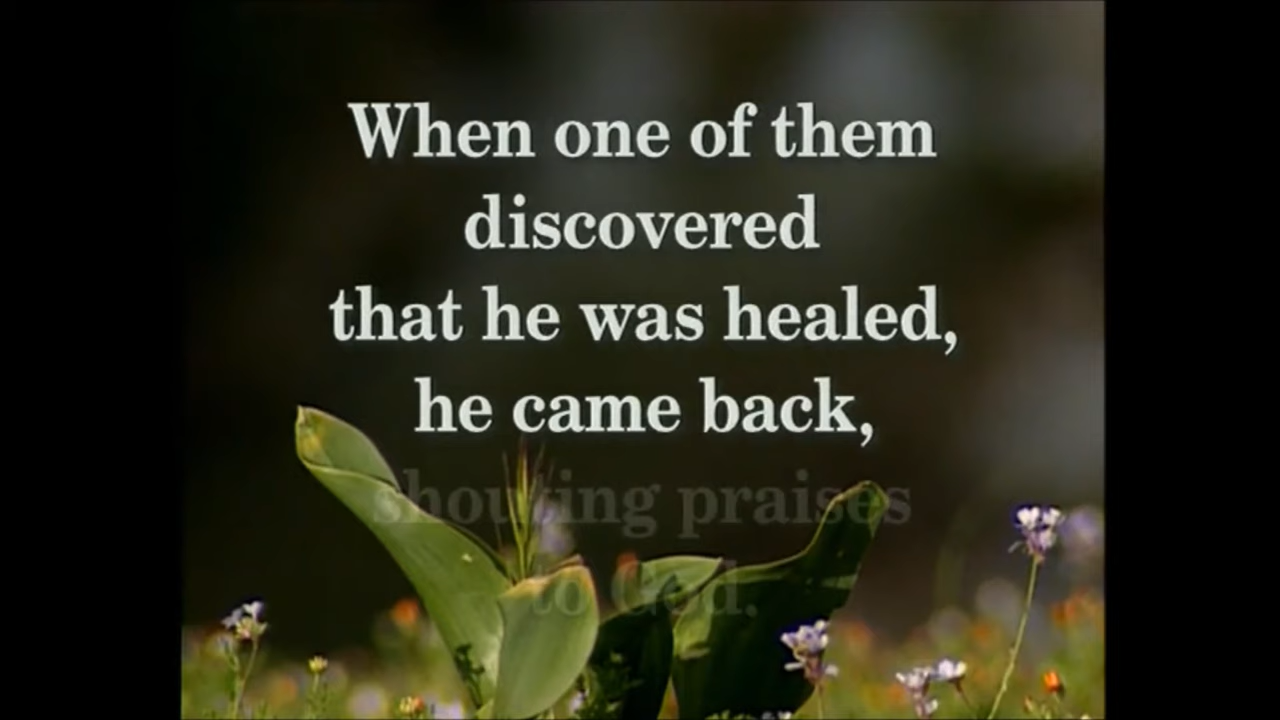 When one of them
discovered
that he was healed,
he came back,
shouting praises
to God.